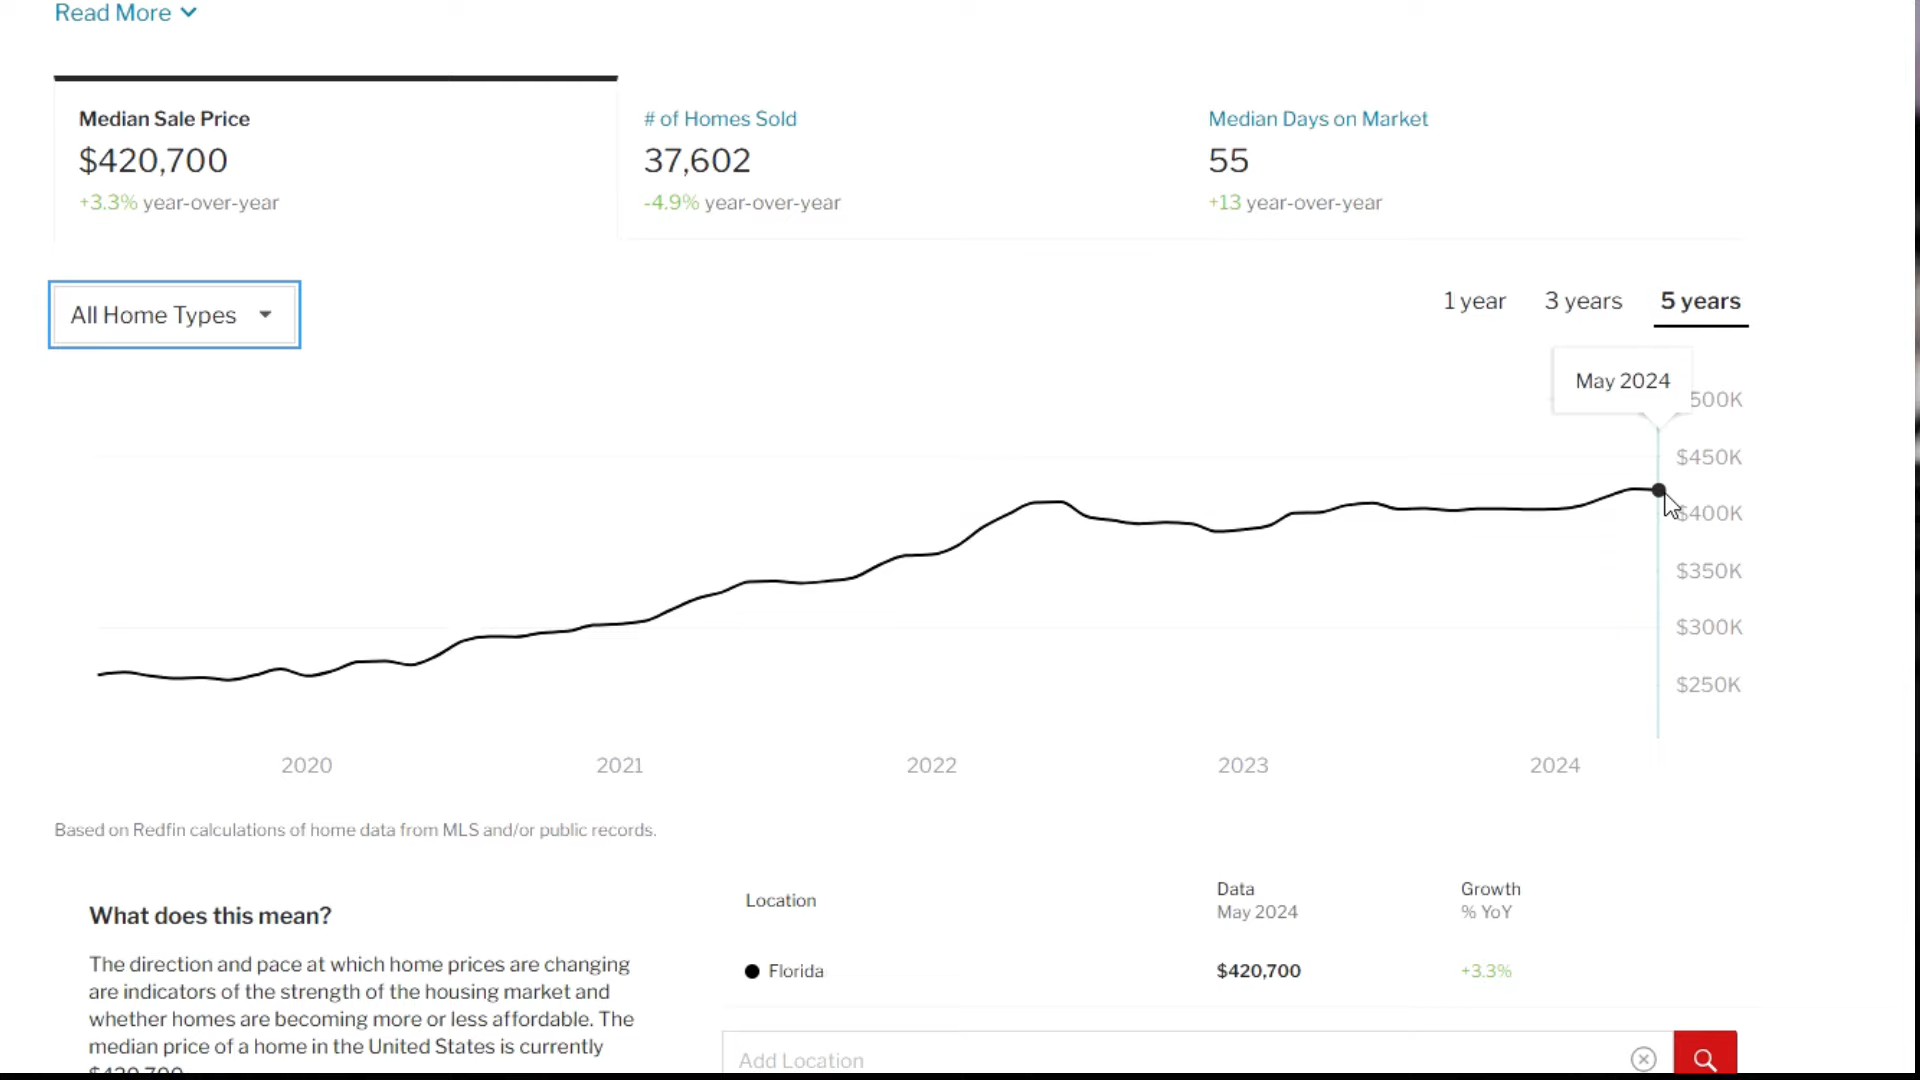 Read More
Median Sale Price
$420,700
+3.3% year-over-year
# of Homes Sold
37,602
-4.9% year-over-year
Median Days on Market
55
+13 year-over-year
All Home Types
1 year 3 years 5 years
May 2024
500K
$450K
$400K
$350K
$300K
$250K
2020 2021 2022 2023 2024
Based on Redfin calculations of home data from MLS and/or public records.
What does this mean?
The direction and pace at which home prices are changing
are indicators of the strength of the housing market and
whether homes are becoming more or less affordable. The
median price of a home in the United States is currently
Location
Data
May 2024
Growth
% YoY
Florida $420,700 +3.3%
Add Location